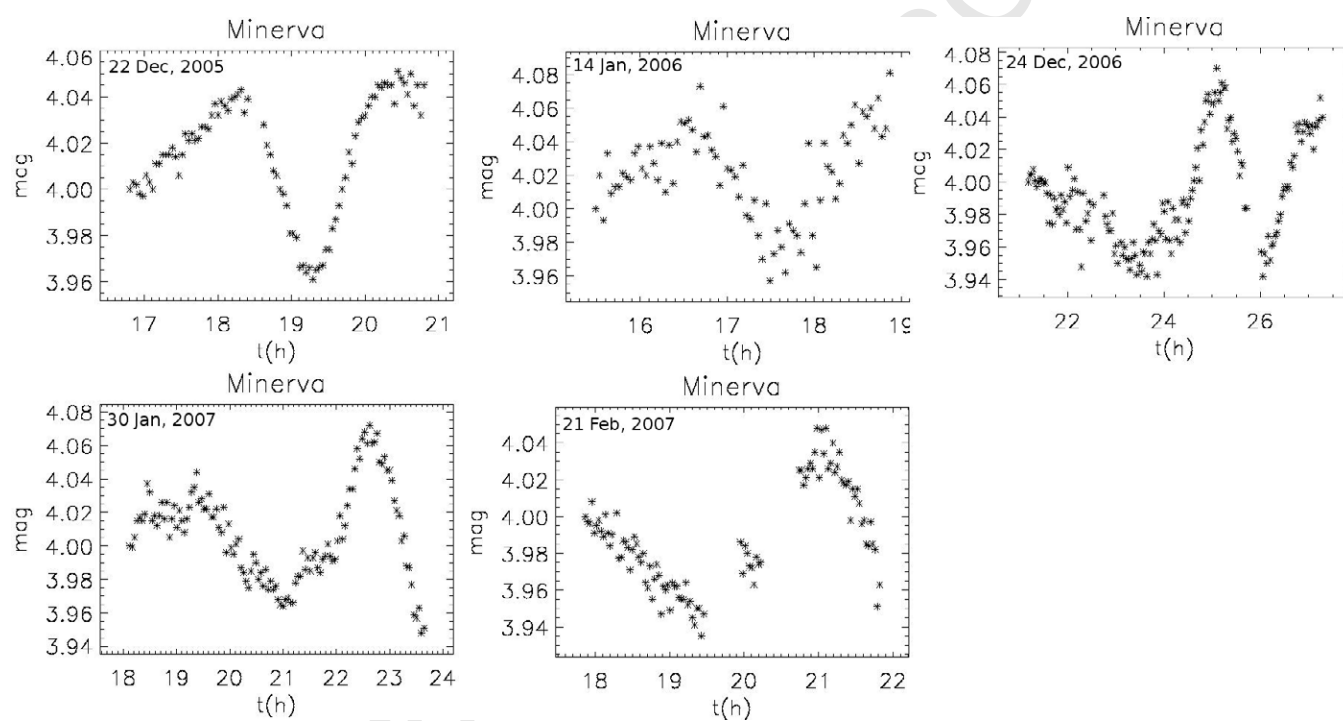 Minerva
22 Dec, 2005
4.06
4.04
4.02
4.00
3.98
3.96
mag
17 18 19 20 21
t(h)
Minerva
14 Jan, 2006
4.08
4.06
4.04
4.02
4.00
3.98
3.96
mag
16 17 18 19
t(h)
Minerva
24 Dec, 2006
4.08
4.06
4.04
4.02
4.00
3.98
3.96
3.94
mag
22 24 26
t(h)
Minerva
30 Jan, 2007
4.08
4.06
4.04
4.02
4.00
3.98
3.96
3.94
mag
18 19 20 21 22 23 24
t(h)
Minerva
21 Feb, 2007
4.04
4.02
4.00
3.98
3.96
3.94
mag
18 19 20 21 22
t(h)